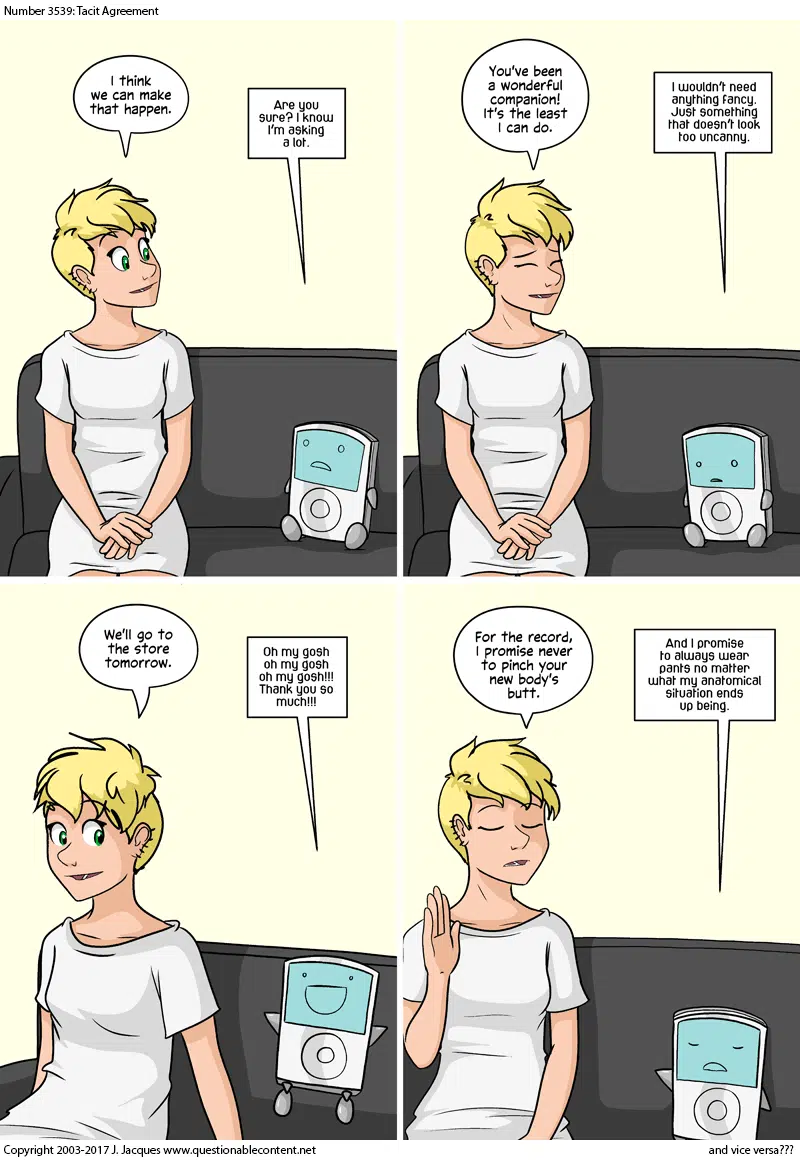 Number 3539: Tacit Agreement
I think
we can make
that happen.
Are you
sure? I know
I'm asking
a lot.
You've been
a wonderful
companion!
It's the least
I can do.
I wouldn't need
anything fancy.
Just something
that doesn't look
too uncanny.
We'll go to
the store
tomorrow.
Oh my gosh
oh my gosh
oh my gosh!!!
Thank you so
much!!!
For the record,
I promise never
to pinch your
new body's
butt.
And I promise
to always wear
pants no matter
what my anatomical
situation ends
up being.
Copyright 2003-2017 J. Jacques www.questionablecontent.net
and vice versa???